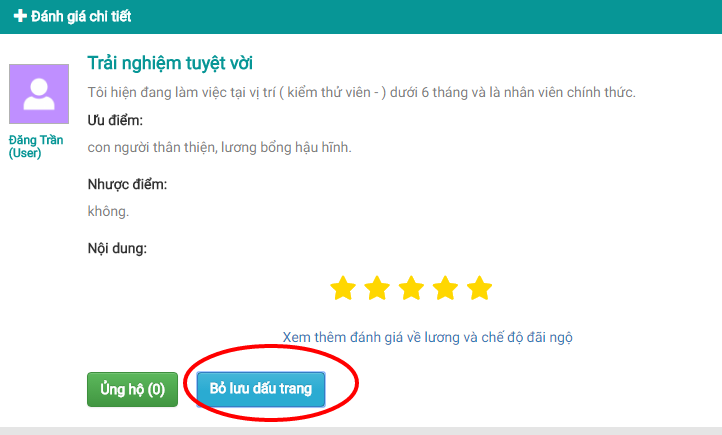 Đánh giá chi tiết
Trải nghiệm tuyệt vời
Tôi hiện đang làm việc tại vị trí ( kiểm thử viên - ) dưới 6 tháng và là nhân viên chính thức.
Đăng Trần
(User)
Ưu điểm:
con người thân thiện, lương bổng hậu hĩnh.
Nhược điểm:
không.
Nội dung:
Xem thêm đánh giá về lương và chế độ đãi ngộ
Ủng hộ (0)
Bỏ lưu dấu trang